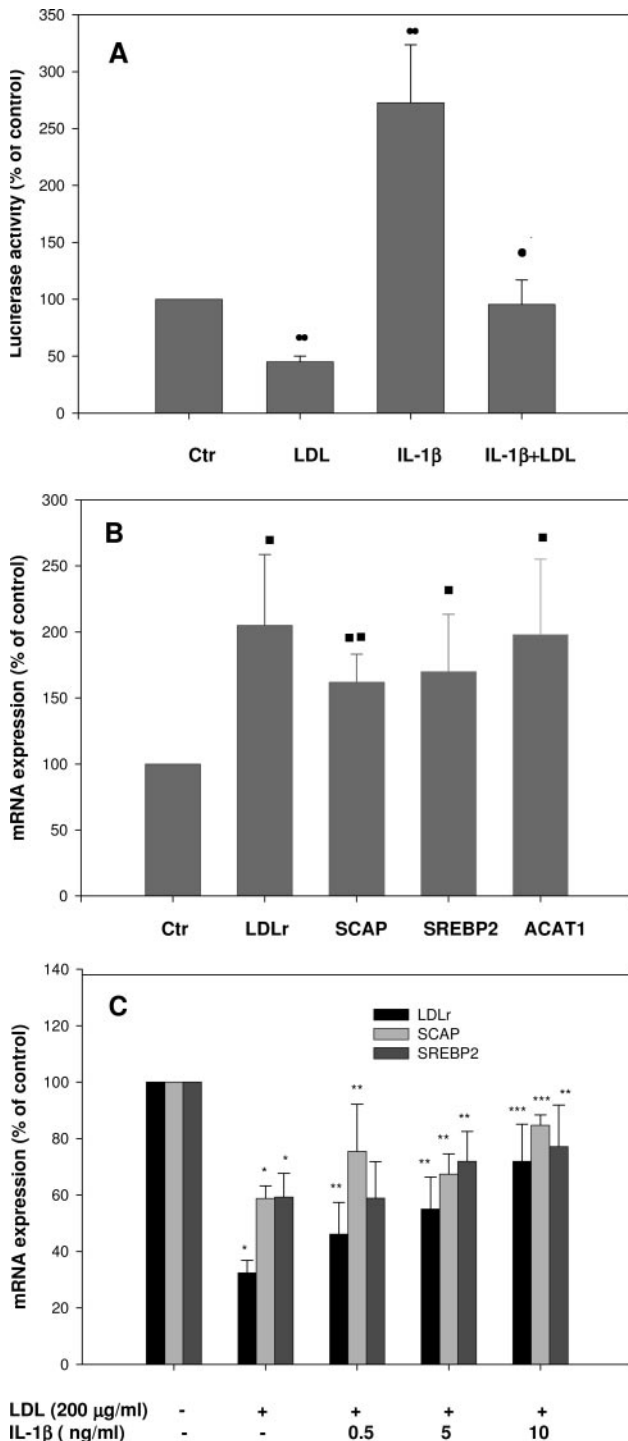 350
A
300
250
200
150
100
50
0
Luciferase activity (% of control)
Ctr LDL IL-1β IL-1β+LDL
300
B
250
200
150
100
50
0
mRNA expression (% of control)
Ctr LDLr SCAP SREBP2 ACAT1
140
C
LDLr
SCAP
SREBP2
120
100
80
60
40
20
0
mRNA expression (% of control)
* * *
** **
** ** **
*** *** **
LDL (200 μg/ml) - + + + +
IL-1β ( ng/ml) - - 0.5 5 10